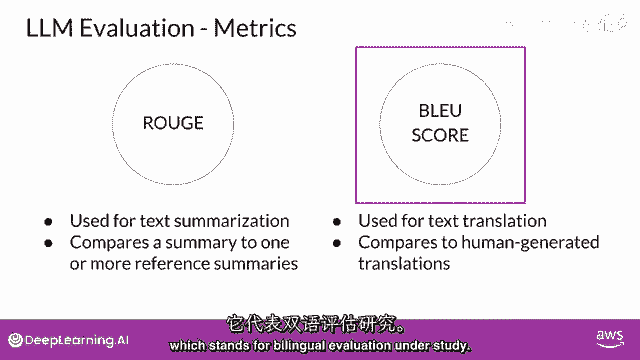 LLM Evaluation - Metrics
ROUGE
BLEU
SCORE
● Used for text summarization
● Compares a summary to one
or more reference summaries
● Used for text translation
● Compares to human-generated
translations
它代表双语评估研究。
which stands for bilingual evaluation under study.
DeepLearning.AI
aws